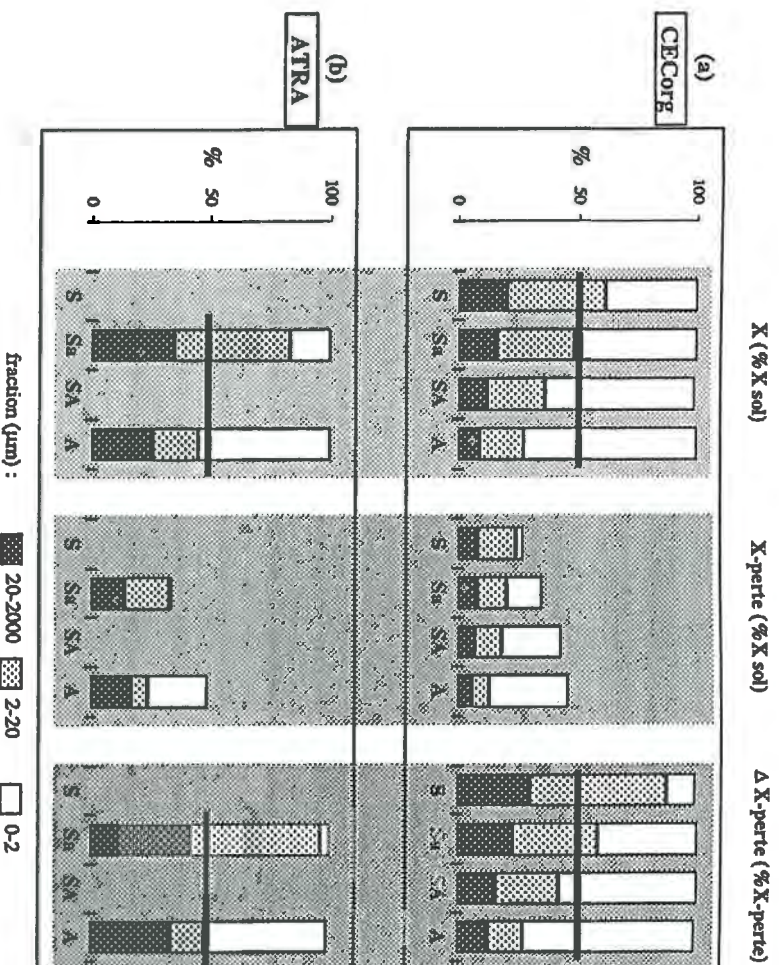 X (% X sol)
X-perte (% X sol)
Δ X-perte (% X-perte)
(a)
CECorg
100
%
50
0
S Sa SA A
S Sa SA A
S Sa SA A
(b)
ATRA
100
%
50
0
S Sa SA A
S Sa SA A
S Sa SA A
fraction (µm) : 20-2000 2-20 0-2